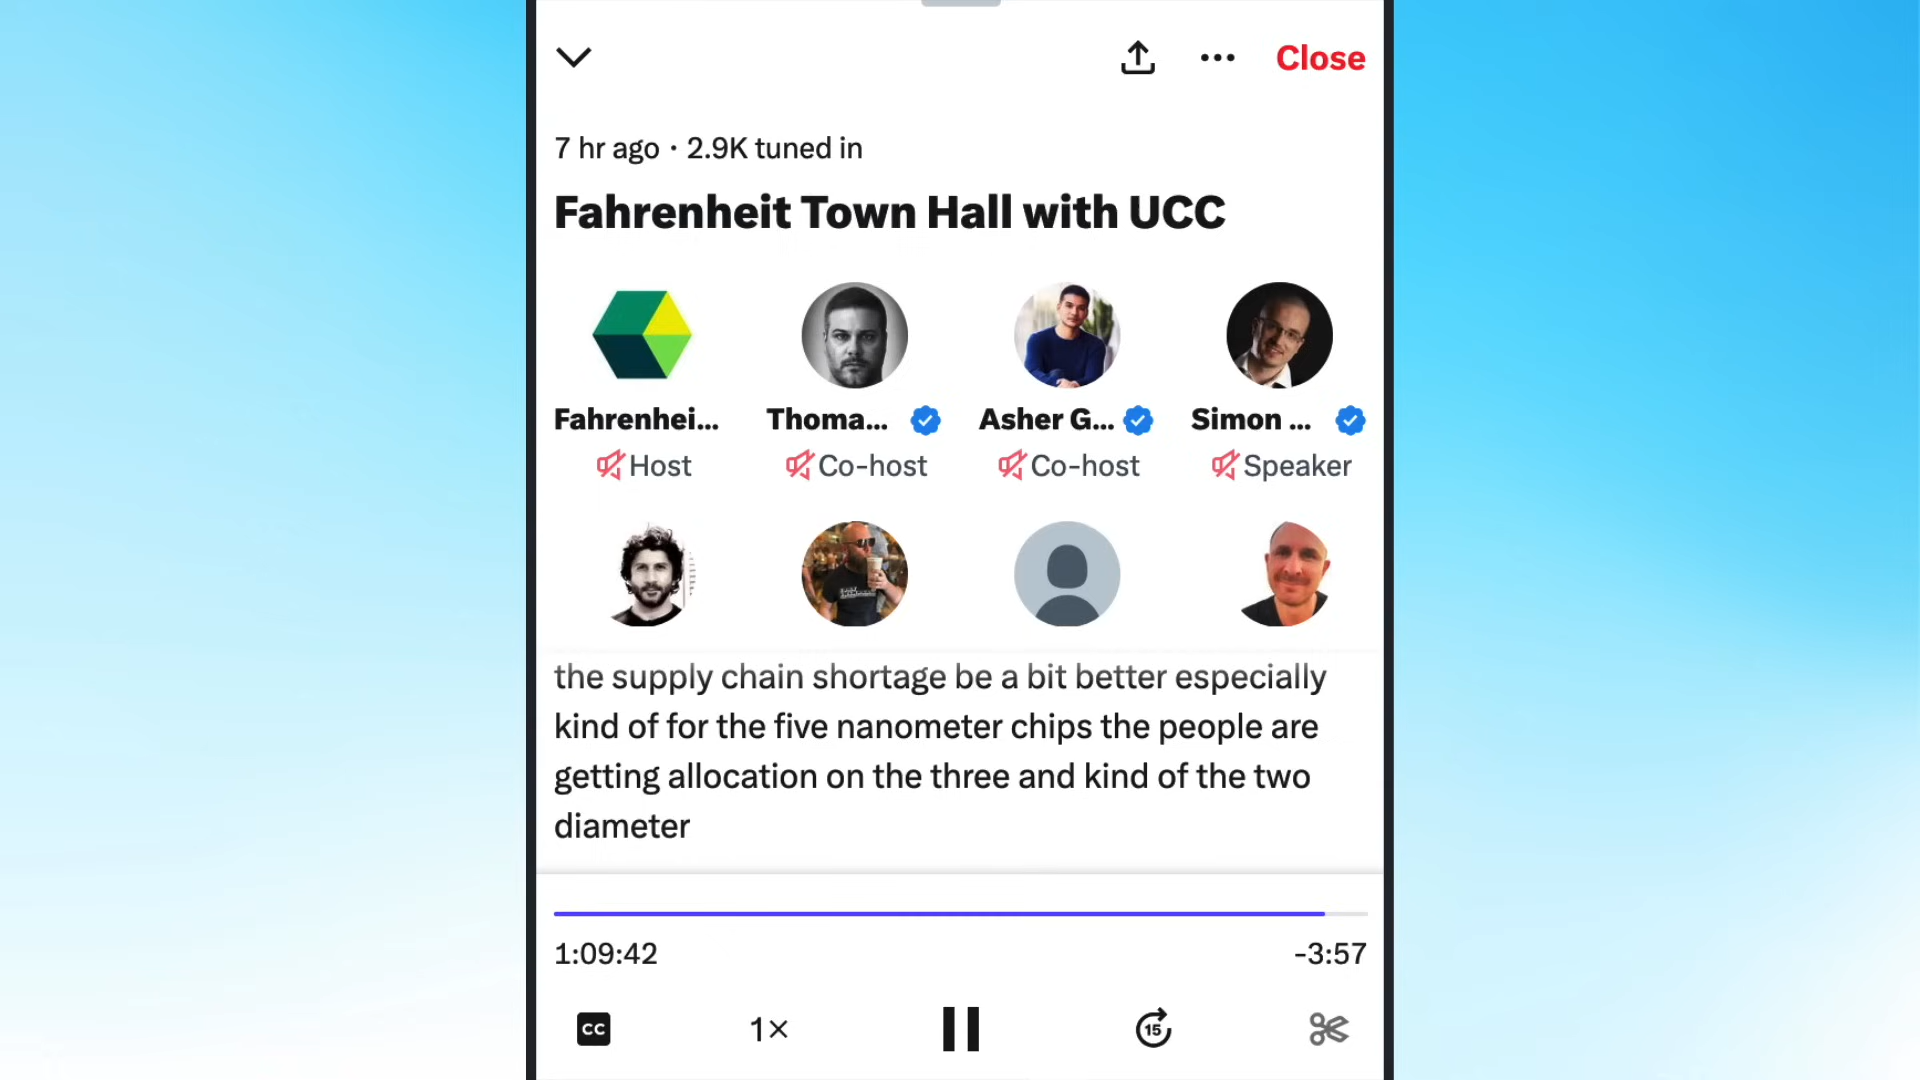 Close
7 hr ago · 2.9K tuned in
Fahrenheit Town Hall with UCC
Fahrenhei... Thoma... Asher G... Simon ...
Host Co-host Co-host Speaker
the supply chain shortage be a bit better especially
kind of for the five nanometer chips the people are
getting allocation on the three and kind of the two
diameter
1:09:42 -3:57
CC 1× 15